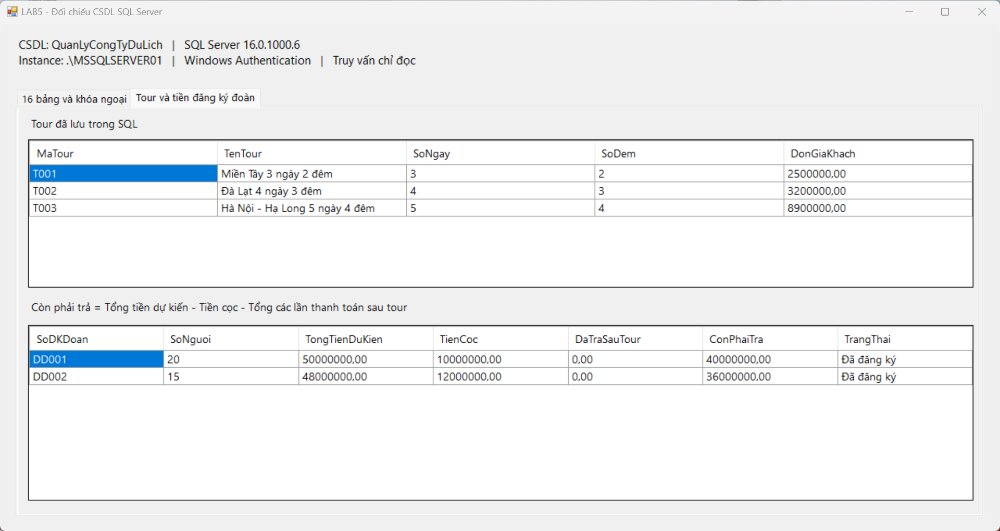 LAB5 - Đối chiếu CSDL SQL Server
CSDL: QuanLyCongTyDuLich | SQL Server 16.0.1000.6
Instance: .\MSSQLSERVER01 | Windows Authentication | Truy vấn chỉ đọc
16 bảng và khóa ngoại Tour và tiền đăng ký đoàn
Tour đã lưu trong SQL
MaTour TenTour SoNgay SoDem DonGiaKhach
T001 Miền Tây 3 ngày 2 đêm 3 2 2500000,00
T002 Đà Lạt 4 ngày 3 đêm 4 3 3200000,00
T003 Hà Nội - Hạ Long 5 ngày 4 đêm 5 4 8900000,00
Còn phải trả = Tổng tiền dự kiến - Tiền cọc - Tổng các lần thanh toán sau tour
SoDKDoan SoNguoi TongTienDuKien TienCoc DaTraSauTour ConPhaiTra TrangThai
DD001 20 50000000,00 10000000,00 0,00 40000000,00 Đã đăng ký
DD002 15 48000000,00 12000000,00 0,00 36000000,00 Đã đăng ký